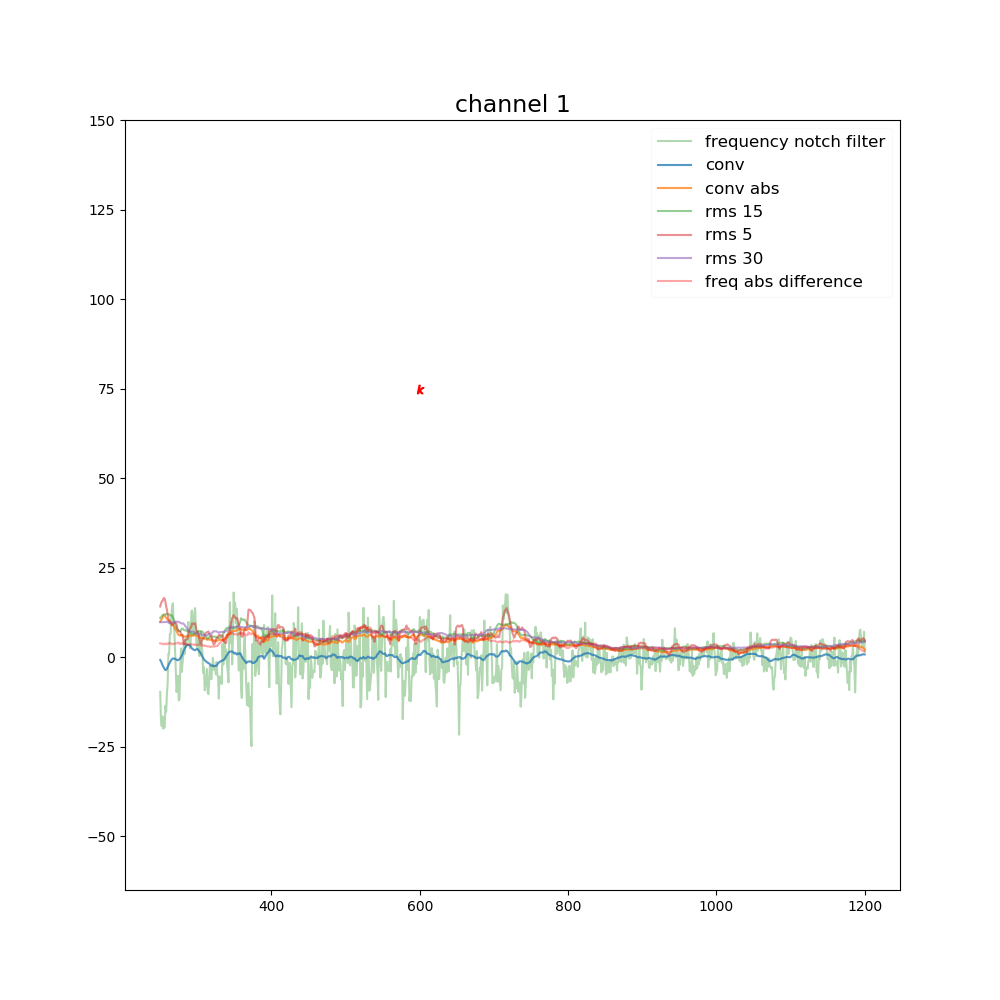 channel 1
150
125
100
75
50
25
0
−25
−50
frequency notch filter
conv
conv abs
rms 15
rms 5
rms 30
freq abs difference
k
400 600 800 1000 1200